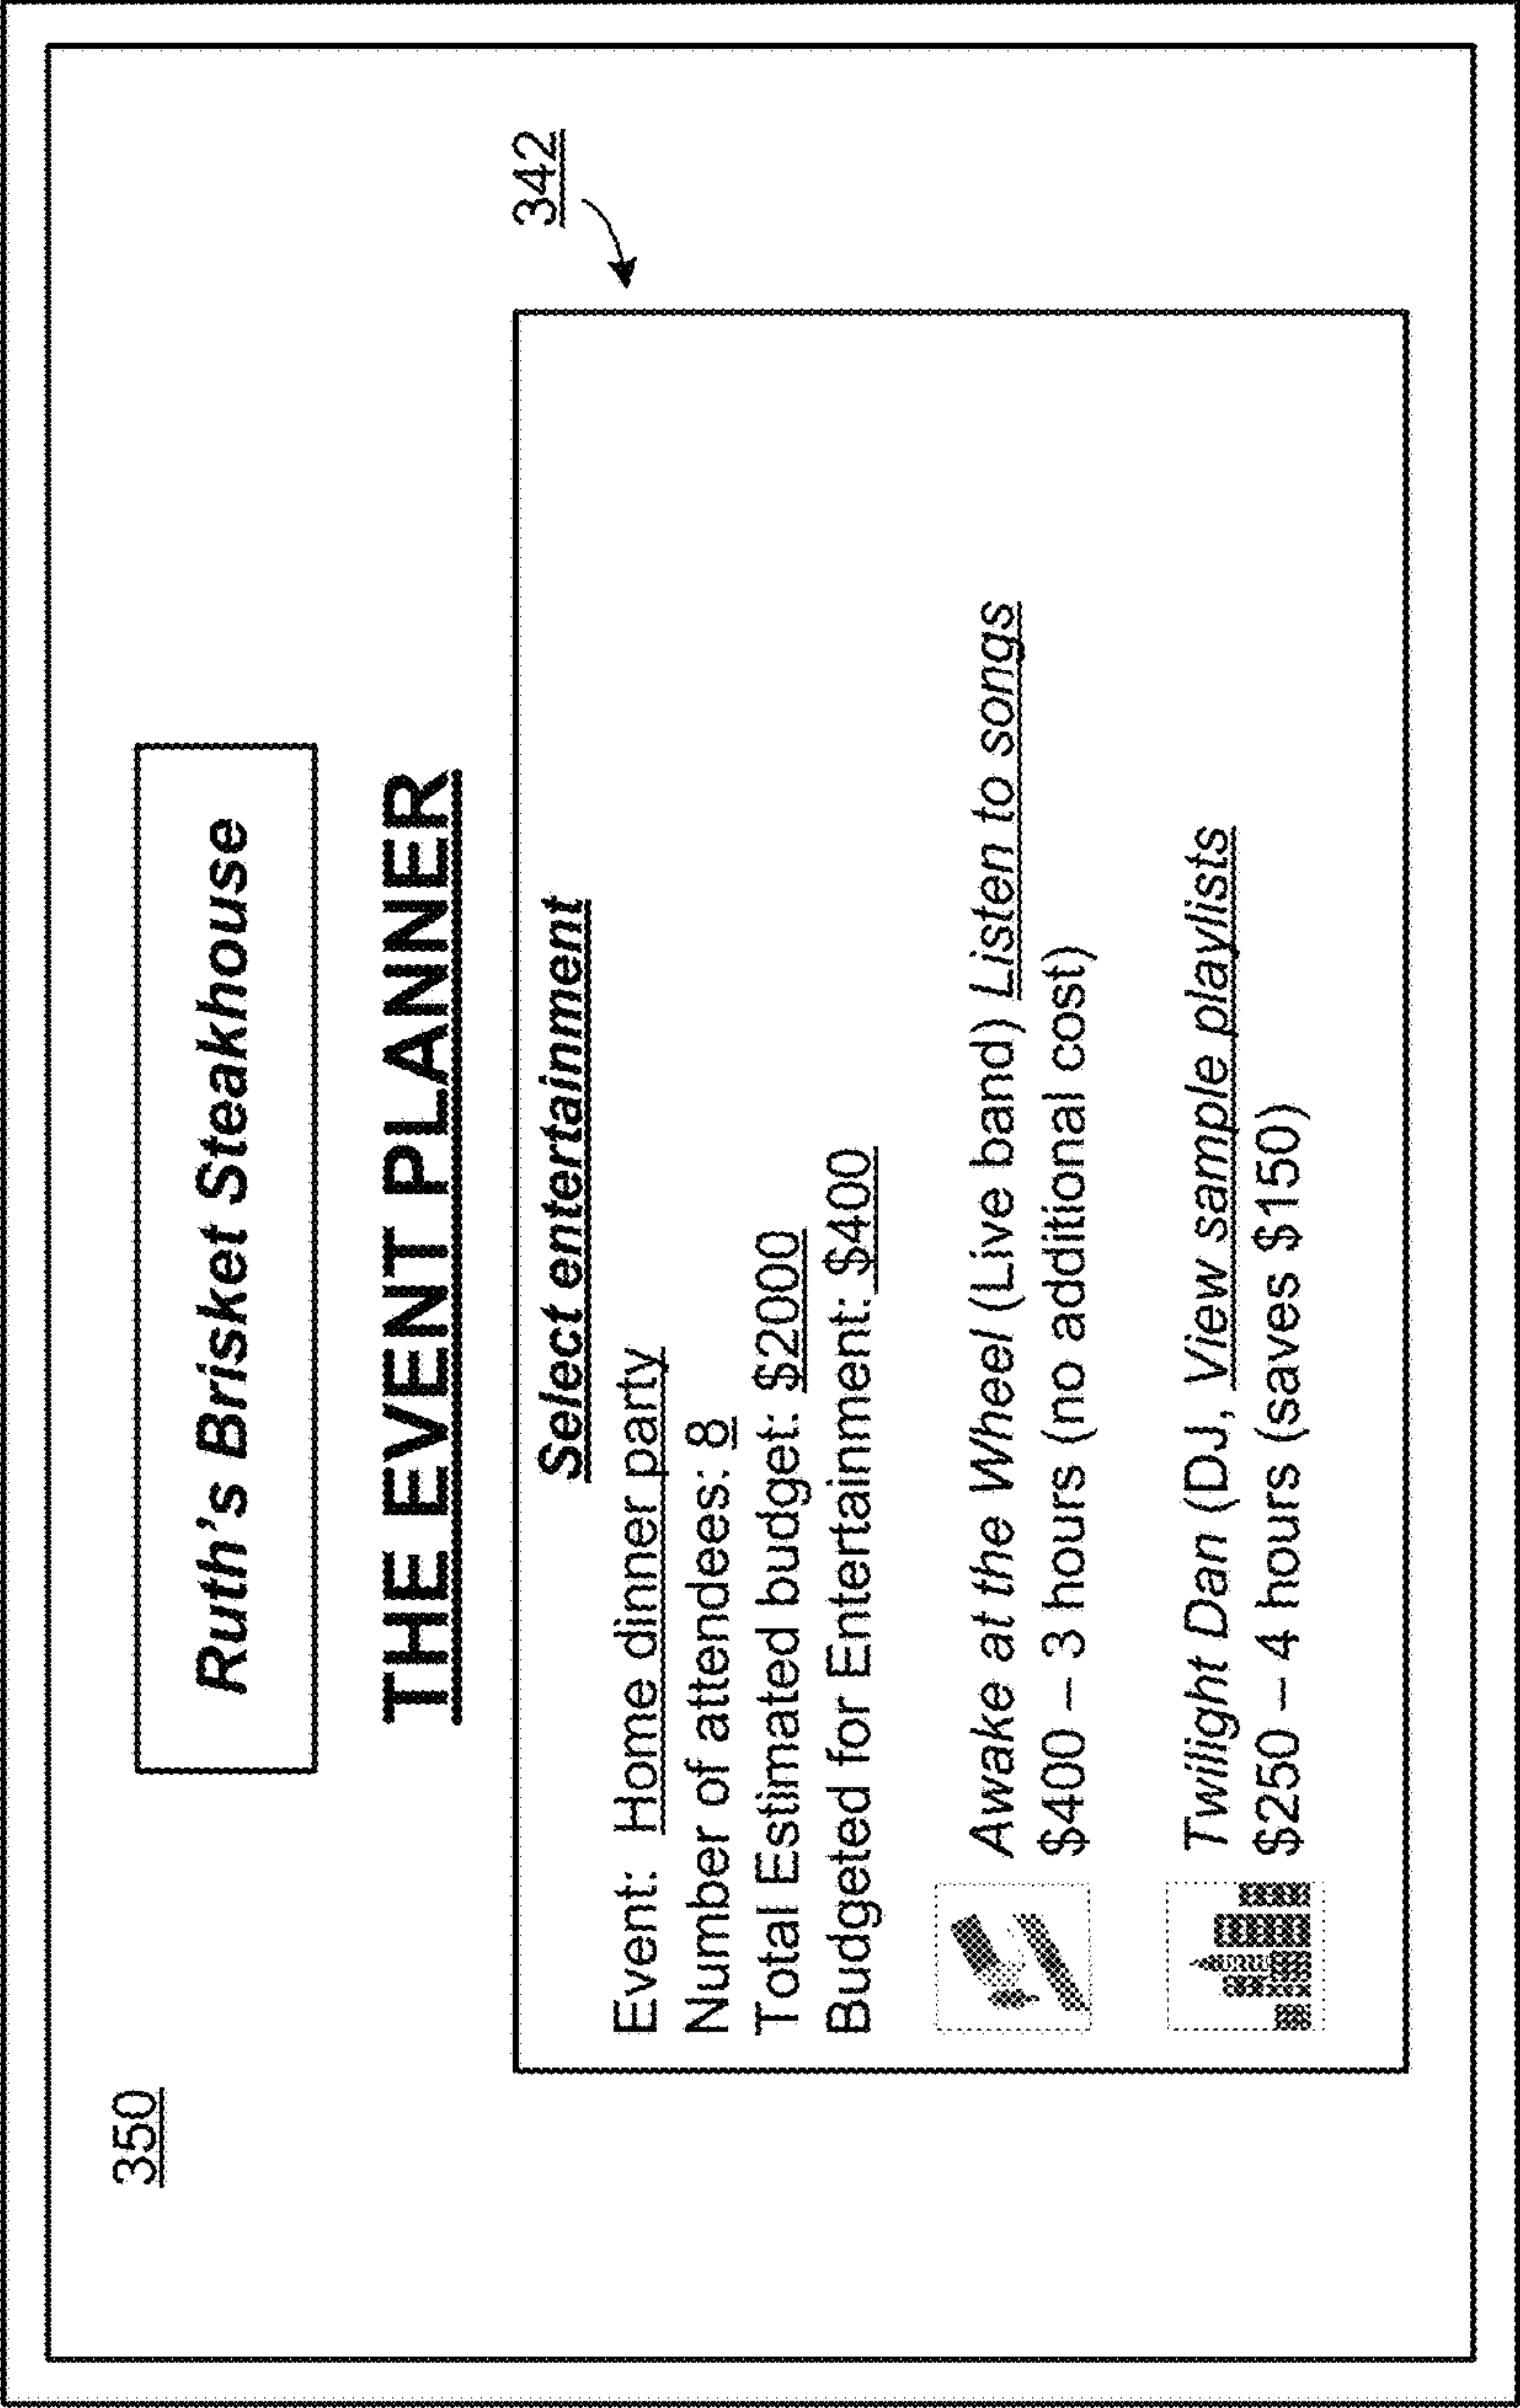 350
Ruth's Brisket Steakhouse
THE EVENT PLANNER
342
Select entertainment
Event: Home dinner party
Number of attendees: 8
Total Estimated budget: $2000
Budgeted for Entertainment: $400
Awake at the Wheel (Live band) Listen to songs
$400 – 3 hours (no additional cost)
Twilight Dan (DJ, View sample playlists
$250 – 4 hours (saves $150)